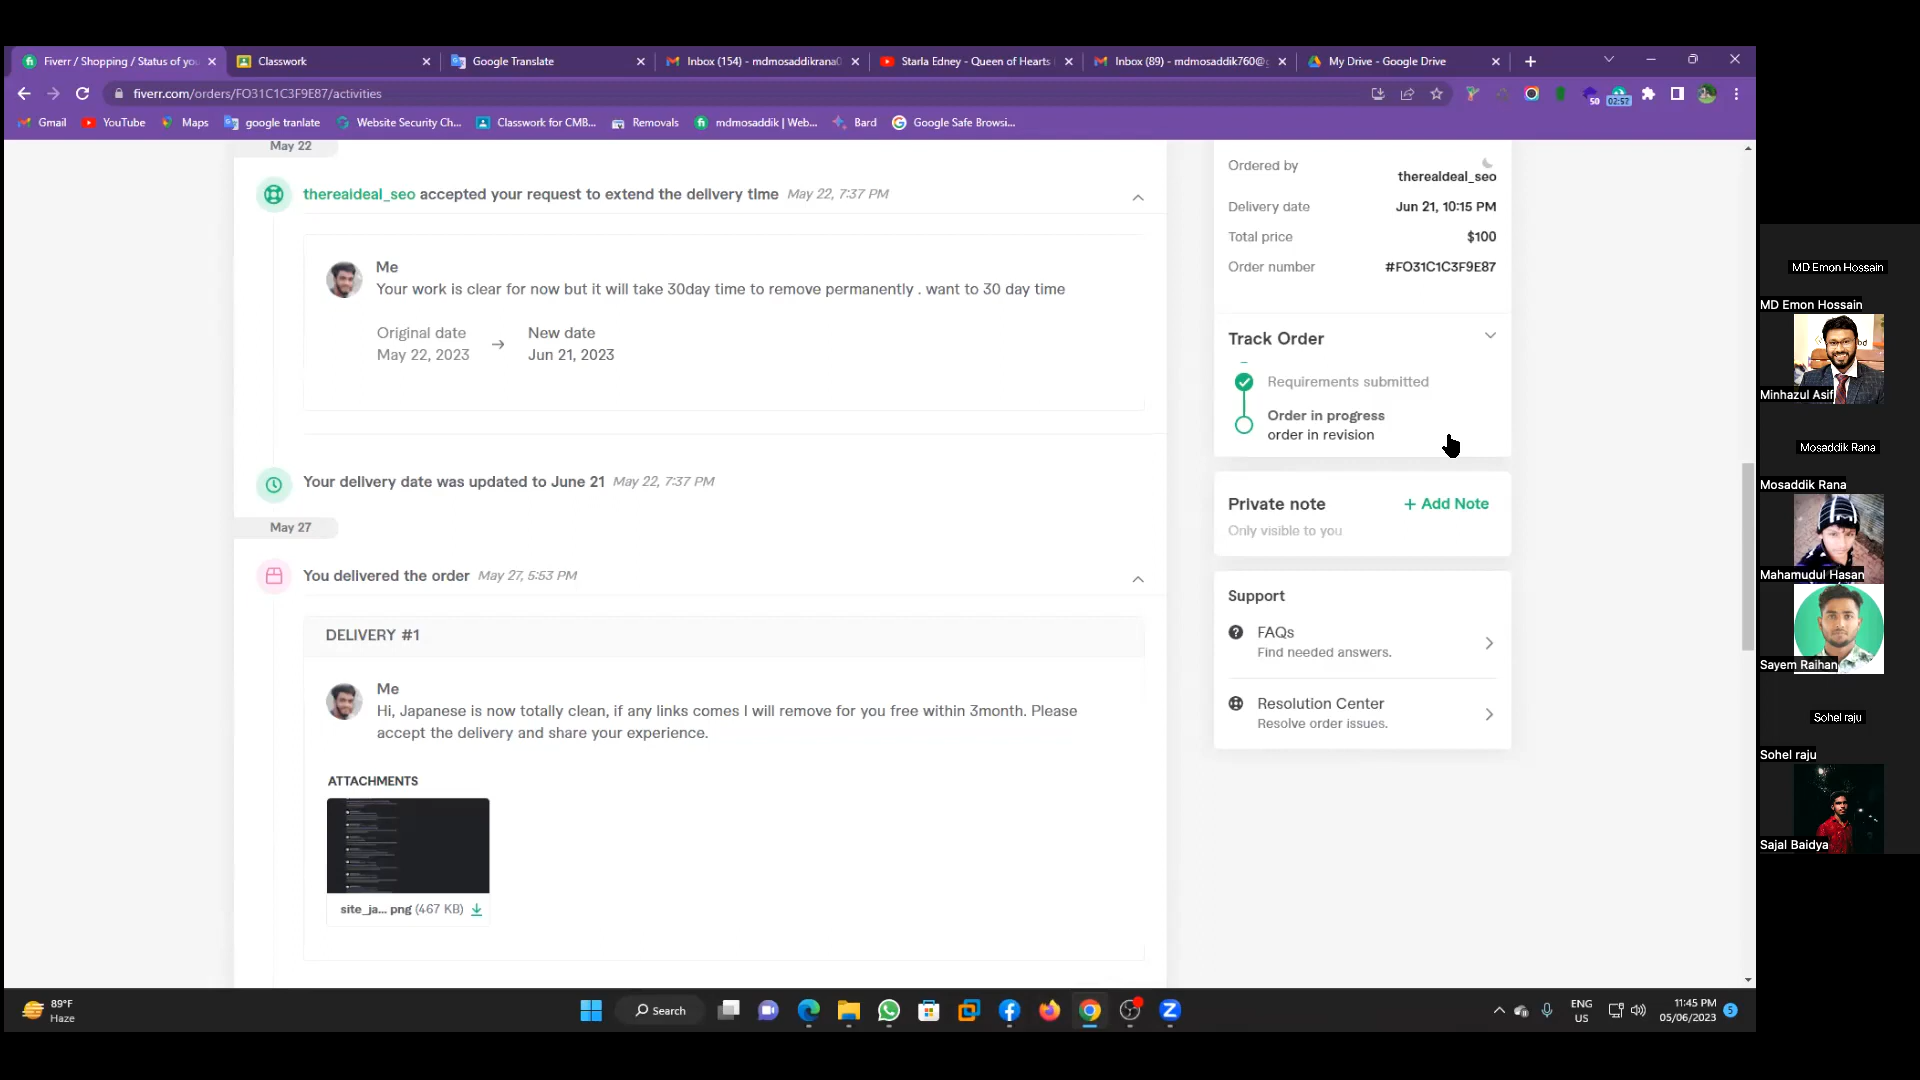 Fiverr / Shopping / Status of you
Classwork
Google Translate
Inbox (154) - mdmosaddikrana0
Starla Edney - Queen of Hearts
Inbox (89) - mdmosaddik760@g
My Drive - Google Drive
fiverr.com/orders/FO31C1C3F9E87/activities
50
02:57
Gmail
YouTube
Maps
google tranlate
Website Security Ch...
Classwork for CMB...
Removals
mdmosaddik | Web...
Bard
Google Safe Browsi...
May 22
therealdeal_seo accepted your request to extend the delivery time May 22, 7:37 PM
Me
Your work is clear for now but it will take 30day time to remove permanently . want to 30 day time
Original date
May 22, 2023
New date
Jun 21, 2023
Your delivery date was updated to June 21 May 22, 7:37 PM
May 27
You delivered the order May 27, 5:53 PM
DELIVERY #1
Me
Hi, Japanese is now totally clean, if any links comes I will remove for you free within 3month. Please
accept the delivery and share your experience.
ATTACHMENTS
site_ja... png (467 KB)
Ordered by
therealdeal_seo
Delivery date
Jun 21, 10:15 PM
Total price
$100
Order number
#FO31C1C3F9E87
Track Order
Requirements submitted
Order in progress
order in revision
Private note
+ Add Note
Only visible to you
Support
FAQs
Find needed answers.
Resolution Center
Resolve order issues.
MD Emon Hossain
MD Emon Hossain
Minhazul Asif
Mosaddik Rana
Mosaddik Rana
Mahamudul Hasan
Sayem Raihan
Sohel raju
Sohel raju
Sajal Baidya
89°F
Haze
Search
ENG
US
11:45 PM
05/06/2023
5